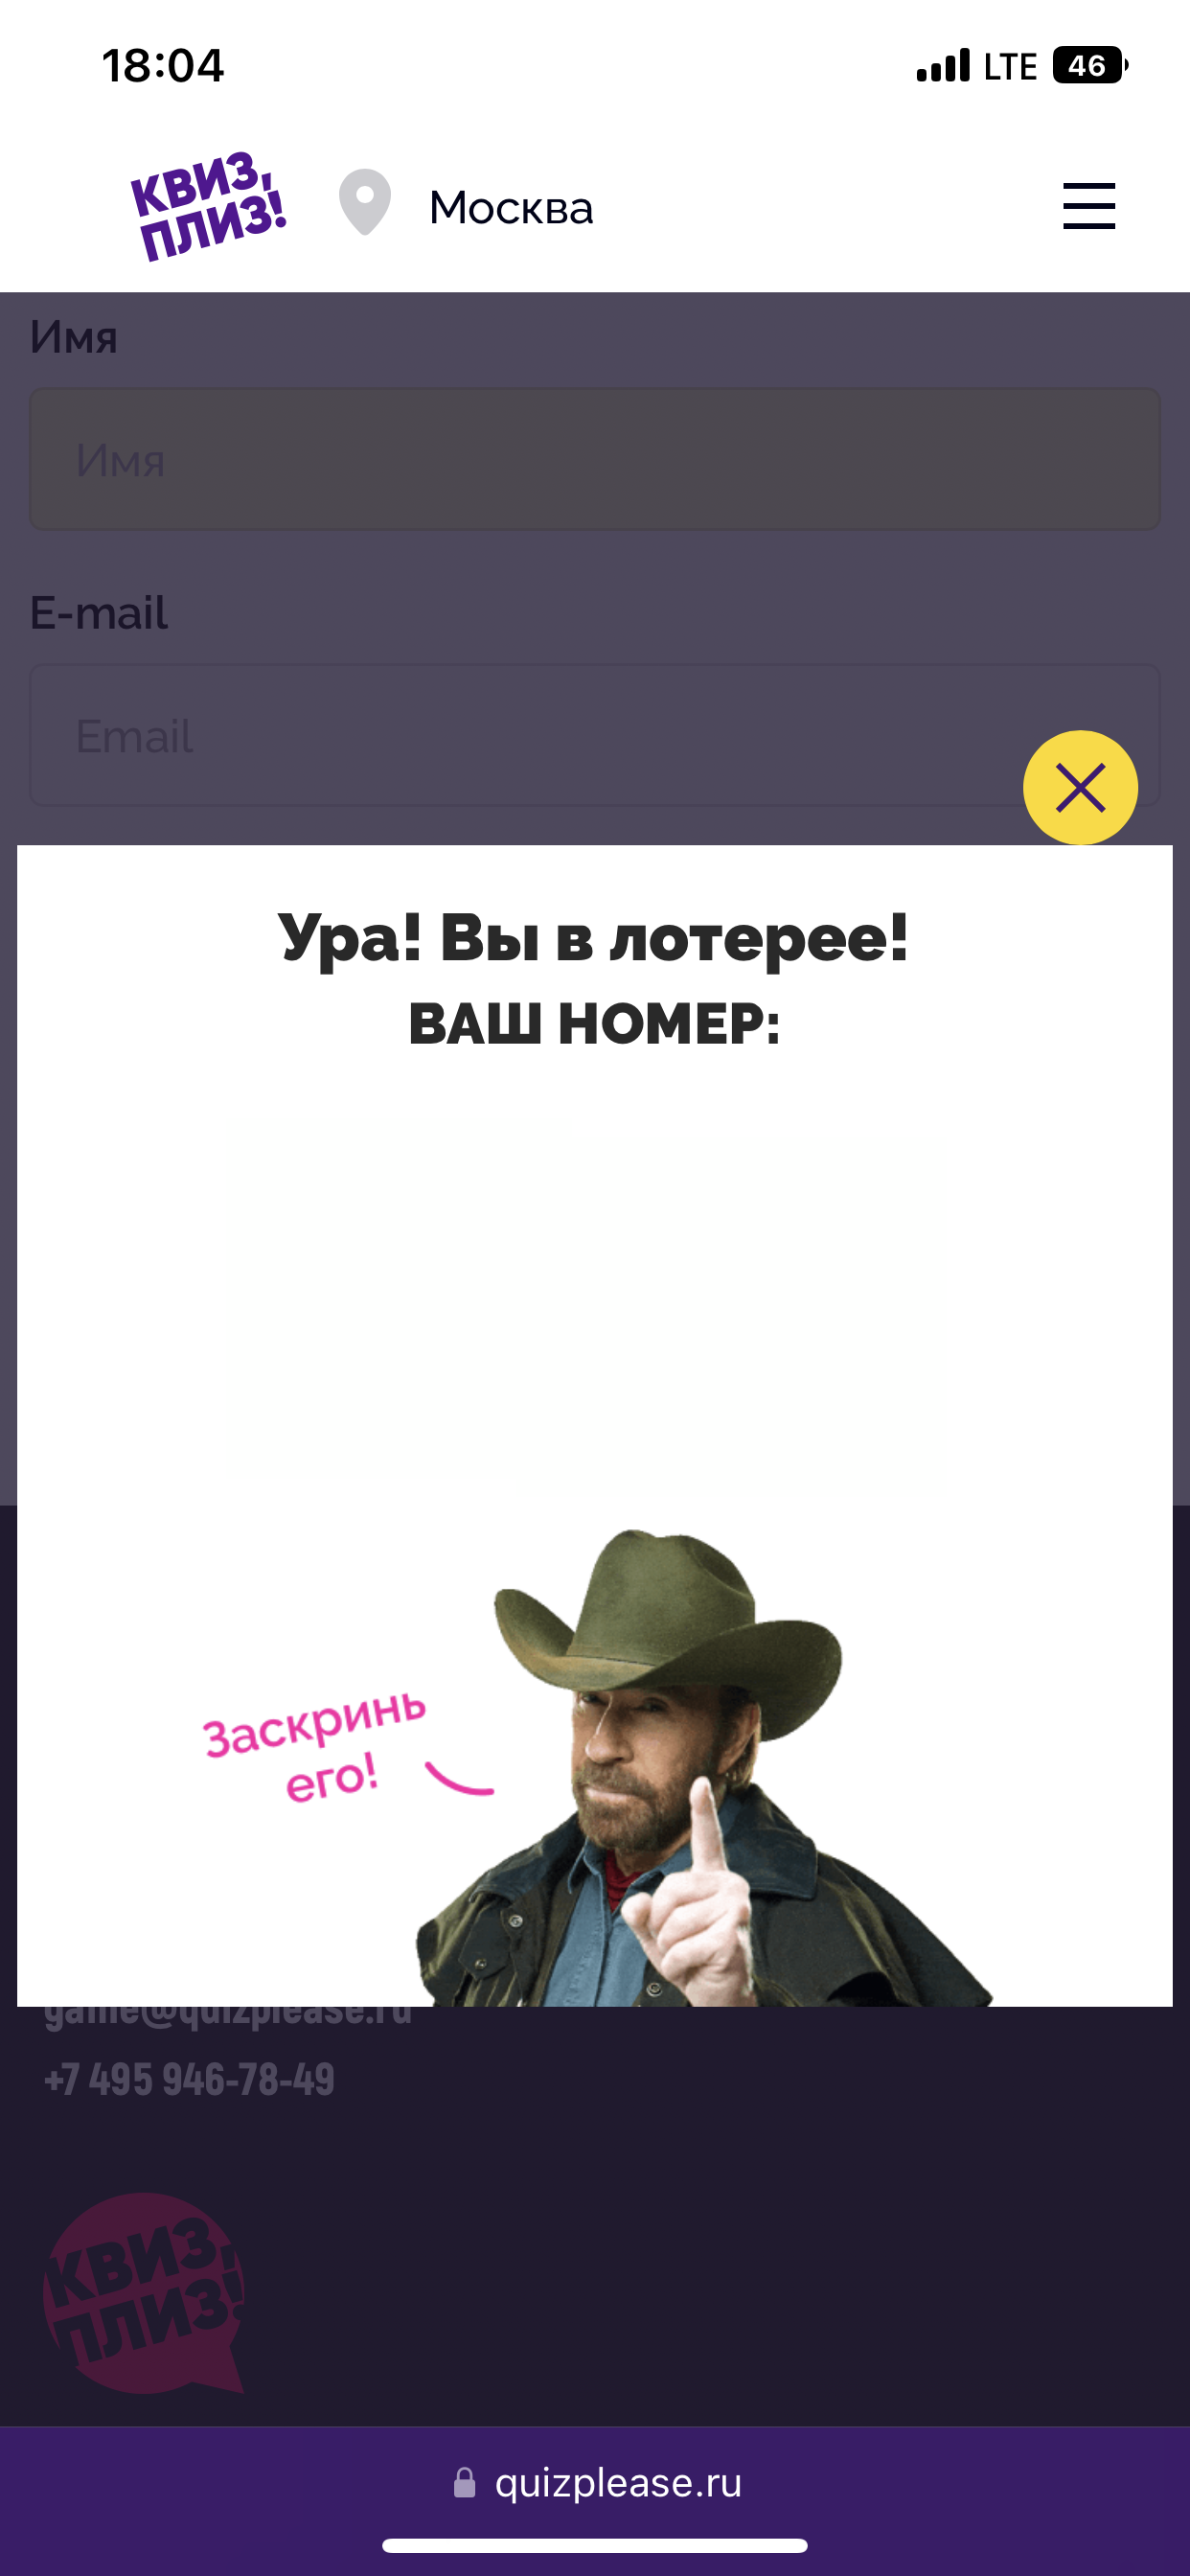 18:04
LTE 46
КВИЗ,
ПЛИЗ!
Москва
Имя
Имя
E-mail
Email
Ура! Вы в лотерее!
ВАШ НОМЕР:
Заскринь
его!
game@quizplease.ru
+7 495 946-78-49
КВИЗ,
ПЛИЗ!
quizplease.ru